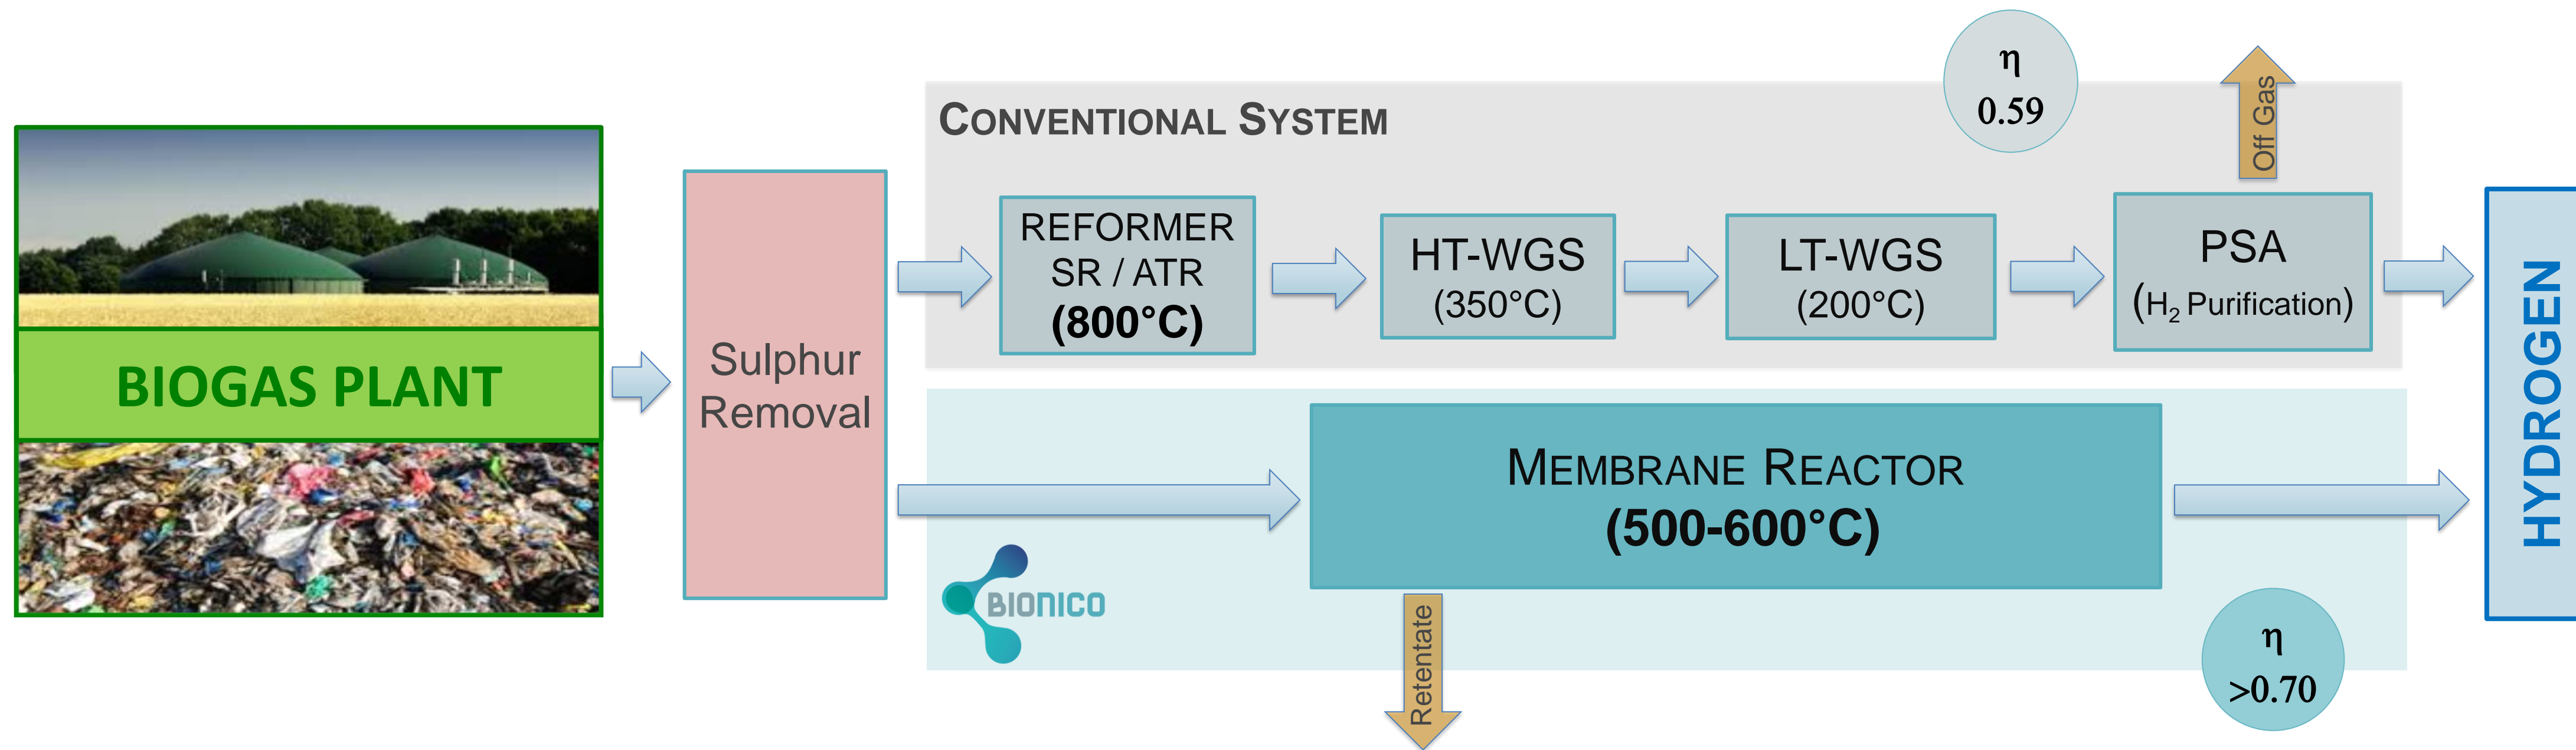 BIOGAS PLANT
Sulphur
Removal
CONVENTIONAL SYSTEM
η
0.59
Off Gas
REFORMER
SR / ATR
(800°C)
HT-WGS
(350°C)
LT-WGS
(200°C)
PSA
(H₂ Purification)
MEMBRANE REACTOR
(500-600°C)
BIONICO
Retentate
η
>0.70
HYDROGEN